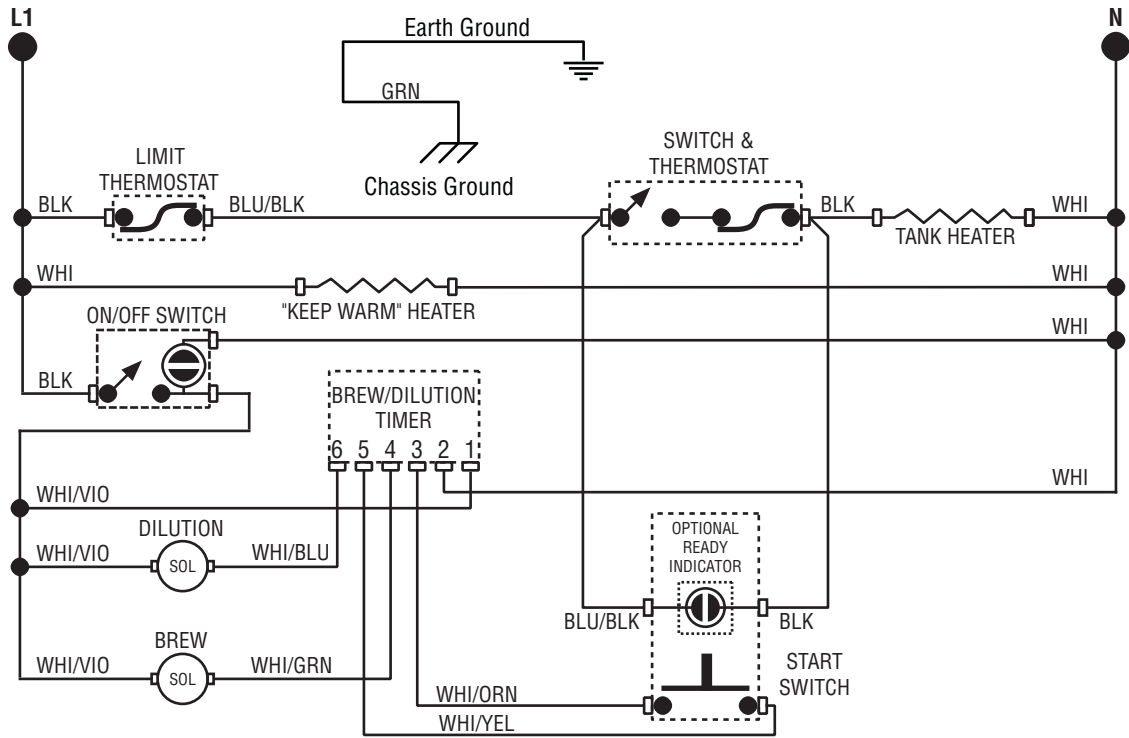 L1
N
Earth Ground
GRN
Chassis Ground
LIMIT
THERMOSTAT
SWITCH &
THERMOSTAT
BLK
BLU/BLK
BLK
WHI
TANK HEATER
WHI
"KEEP WARM" HEATER
WHI
ON/OFF SWITCH
WHI
BLK
BREW/DILUTION
TIMER
6 5 4 3 2 1
WHI
WHI/VIO
DILUTION
WHI/VIO
SOL
WHI/BLU
OPTIONAL
READY
INDICATOR
BLU/BLK
BLK
BREW
WHI/VIO
SOL
WHI/GRN
START
SWITCH
WHI/ORN
WHI/YEL